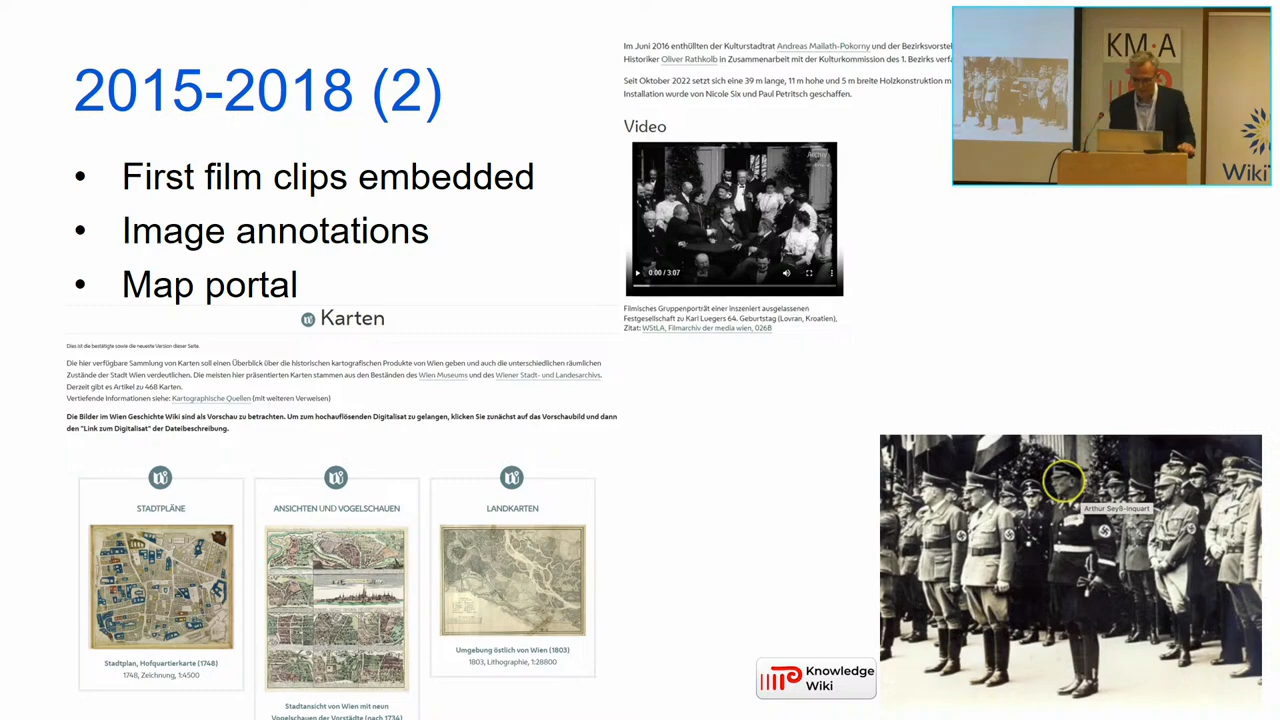 2015-2018 (2)
• First film clips embedded
• Image annotations
• Map portal
Karten
Dies ist die bestätigte sowie die neueste Version dieser Seite.
Die hier verfügbare Sammlung von Karten soll einen Überblick über die historischen kartografischen Produkte von Wien geben und auch die unterschiedlichen räumlichen
Zustände der Stadt Wien verdeutlichen. Die meisten hier präsentierten Karten stammen aus den Beständen des Wien Museums und des Wiener Stadt- und Landesarchivs.
Derzeit gibt es Artikel zu 468 Karten.
Vertiefende Informationen siehe: Kartographische Quellen (mit weiteren Verweisen)
Die Bilder im Wien Geschichte Wiki sind als Vorschau zu betrachten. Um zum hochauflösenden Digitalisat zu gelangen, klicken Sie zunächst auf das Vorschaubild und dann
den "Link zum Digitalisat" der Dateibeschreibung.
STADTPLÄNE
Stadtplan, Hofquartierkarte (1748)
1748, Zeichnung, 1:4500
ANSICHTEN UND VOGELSCHAUEN
Stadtansicht von Wien mit neun
Vogelschauen der Vorstädte (nach 1734)
LANDKARTEN
Umgebung östlich von Wien (1803)
1803, Lithographie, 1:28800
Im Juni 2016 enthüllten der Kulturstadtrat Andreas Mailath-Pokorny und der Bezirksvorste
Historiker Oliver Rathkolb in Zusammenarbeit mit der Kulturkommission des 1. Bezirks verfa
Seit Oktober 2022 setzt sich eine 39 m lange, 11 m hohe und 5 m breite Holzkonstruktion m
Installation wurde von Nicole Six und Paul Petritsch geschaffen.
Video
Archiv
0:00 / 3:07
Filmisches Gruppenporträt einer inszeniert ausgelassenen
Festgesellschaft zu Karl Luegers 64. Geburtstag (Lovran, Kroatien),
Zitat: WStLA, Filmarchiv der media wien, 026B
KM·A
Wiki
Arthur Seyß-Inquart
Knowledge
Wiki